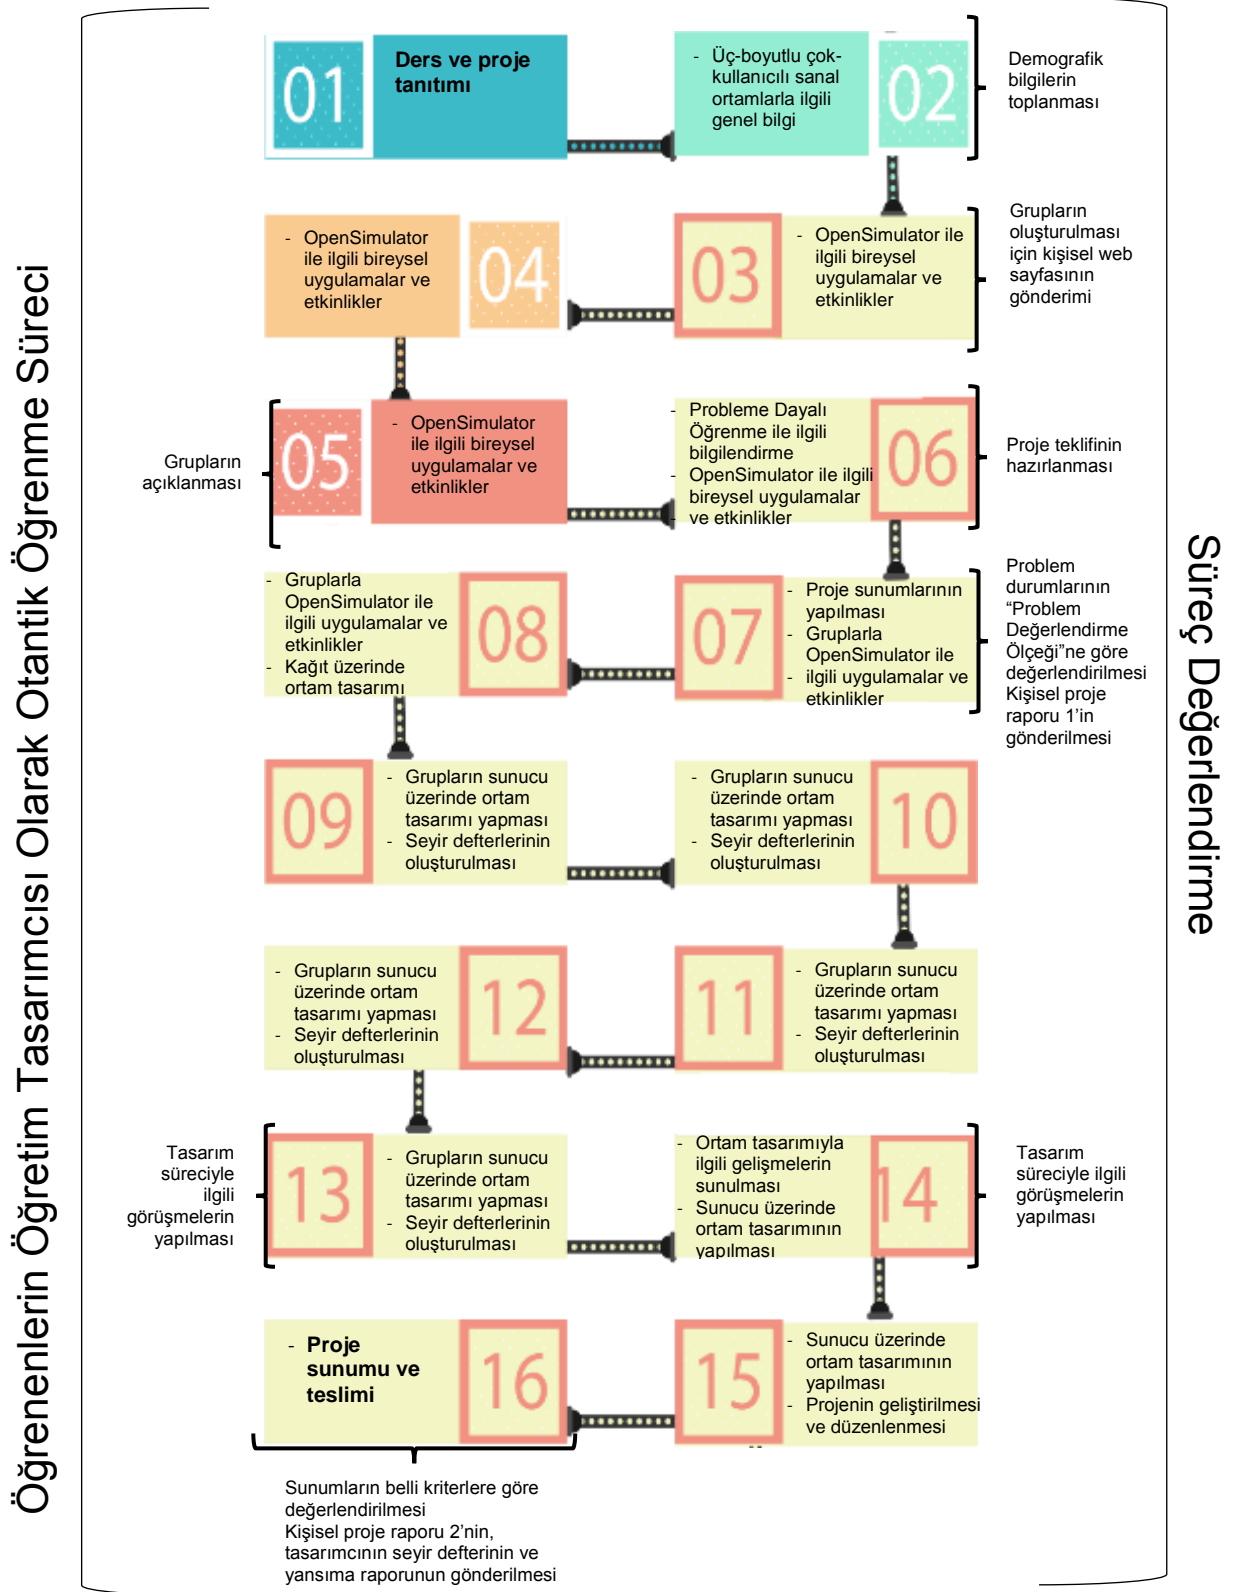 Öğrenenlerin Öğretim Tasarımcısı Olarak Otantik Öğrenme Süreci
01
Ders ve proje
tanıtımı
- Üç-boyutlu çok-
kullanıcılı sanal
ortamlarla ilgili
genel bilgi
02
Demografik
bilgilerin
toplanması
- OpenSimulator
ile ilgili bireysel
uygulamalar ve
etkinlikler
04
03
- OpenSimulator ile
ilgili bireysel
uygulamalar ve
etkinlikler
Grupların
oluşturulması
için kişisel web
sayfasının
gönderimi
Grupların
açıklanması
05
- OpenSimulator
ile ilgili bireysel
uygulamalar ve
etkinlikler
- Probleme Dayalı
Öğrenme ile ilgili
bilgilendirme
- OpenSimulator ile ilgili
bireysel uygulamalar
- ve etkinlikler
06
Proje teklifinin
hazırlanması
- Gruplarla
OpenSimulator ile
ilgili uygulamalar ve
etkinlikler
- Kağıt üzerinde
ortam tasarımı
08
07
- Proje sunumlarının
yapılması
- Gruplarla
OpenSimulator ile
- ilgili uygulamalar ve
etkinlikler
Problem
durumlarının
“Problem
Değerlendirme
Ölçeği”ne göre
değerlendirilmesi
Kişisel proje
raporu 1’in
gönderilmesi
09
- Grupların sunucu
üzerinde ortam
tasarımı yapması
- Seyir defterlerinin
oluşturulması
- Grupların sunucu
üzerinde ortam
tasarımı yapması
- Seyir defterlerinin
oluşturulması
10
- Grupların sunucu
üzerinde ortam
tasarımı yapması
- Seyir defterlerinin
oluşturulması
12
11
- Grupların sunucu
üzerinde ortam
tasarımı yapması
- Seyir defterlerinin
oluşturulması
Tasarım
süreciyle
ilgili
görüşmelerin
yapılması
13
- Grupların sunucu
üzerinde ortam
tasarımı yapması
- Seyir defterlerinin
oluşturulması
- Ortam tasarımıyla
ilgili gelişmelerin
sunulması
- Sunucu üzerinde
ortam tasarımının
yapılması
14
Tasarım
süreciyle ilgili
görüşmelerin
yapılması
- Proje
sunumu ve
teslimi
16
15
- Sunucu üzerinde
ortam tasarımının
yapılması
- Projenin geliştirilmesi
ve düzenlenmesi
Sunumların belli kriterlere göre
değerlendirilmesi
Kişisel proje raporu 2’nin,
tasarımcının seyir defterinin ve
yansıma raporunun gönderilmesi
Süreç Değerlendirme